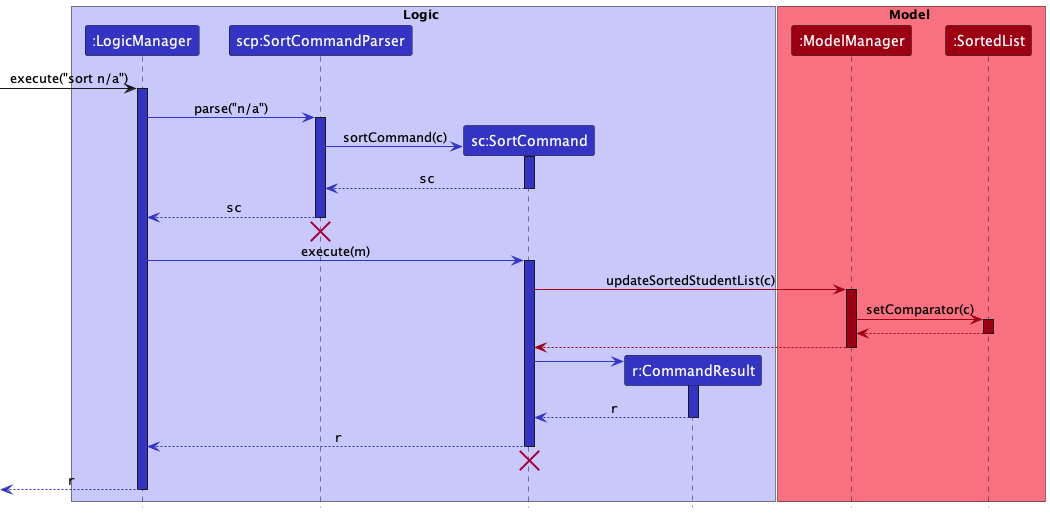 Logic
Model
:LogicManager
scp:SortCommandParser
:ModelManager
:SortedList
execute("sort n/a")
parse("n/a")
sortCommand(c)
sc:SortCommand
sc
sc
execute(m)
updateSortedStudentList(c)
setComparator(c)
r:CommandResult
r
r
r